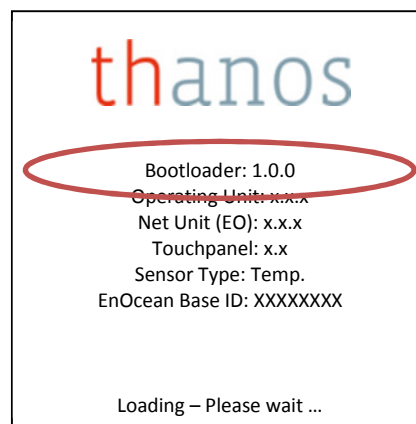 thanos
Bootloader: 1.0.0
Operating Unit: x.x.x
Net Unit (EO): x.x.x
Touchpanel: x.x
Sensor Type: Temp.
EnOcean Base ID: XXXXXXXX
Loading – Please wait ...